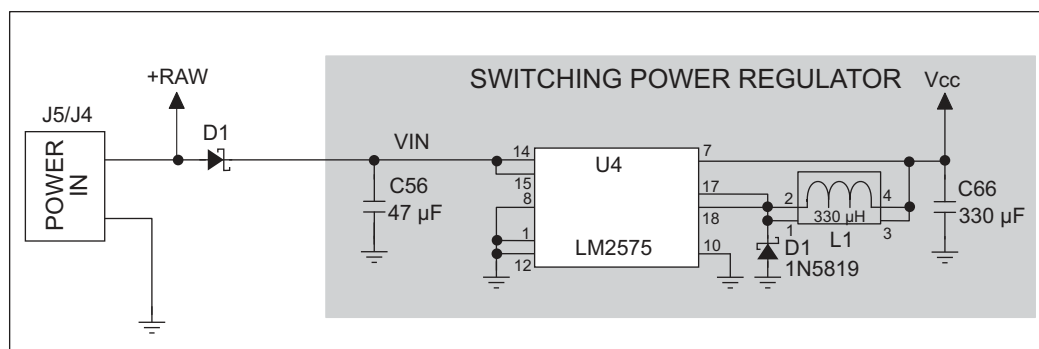 SWITCHING POWER REGULATOR
+RAW
Vcc
J5/J4
D1
VIN
POWER
IN
C56
47 µF
14
15
8
1
12
U4
LM2575
7
17
18
10
2
1
4
3
330 µH
L1
D1
1N5819
C66
330 µF